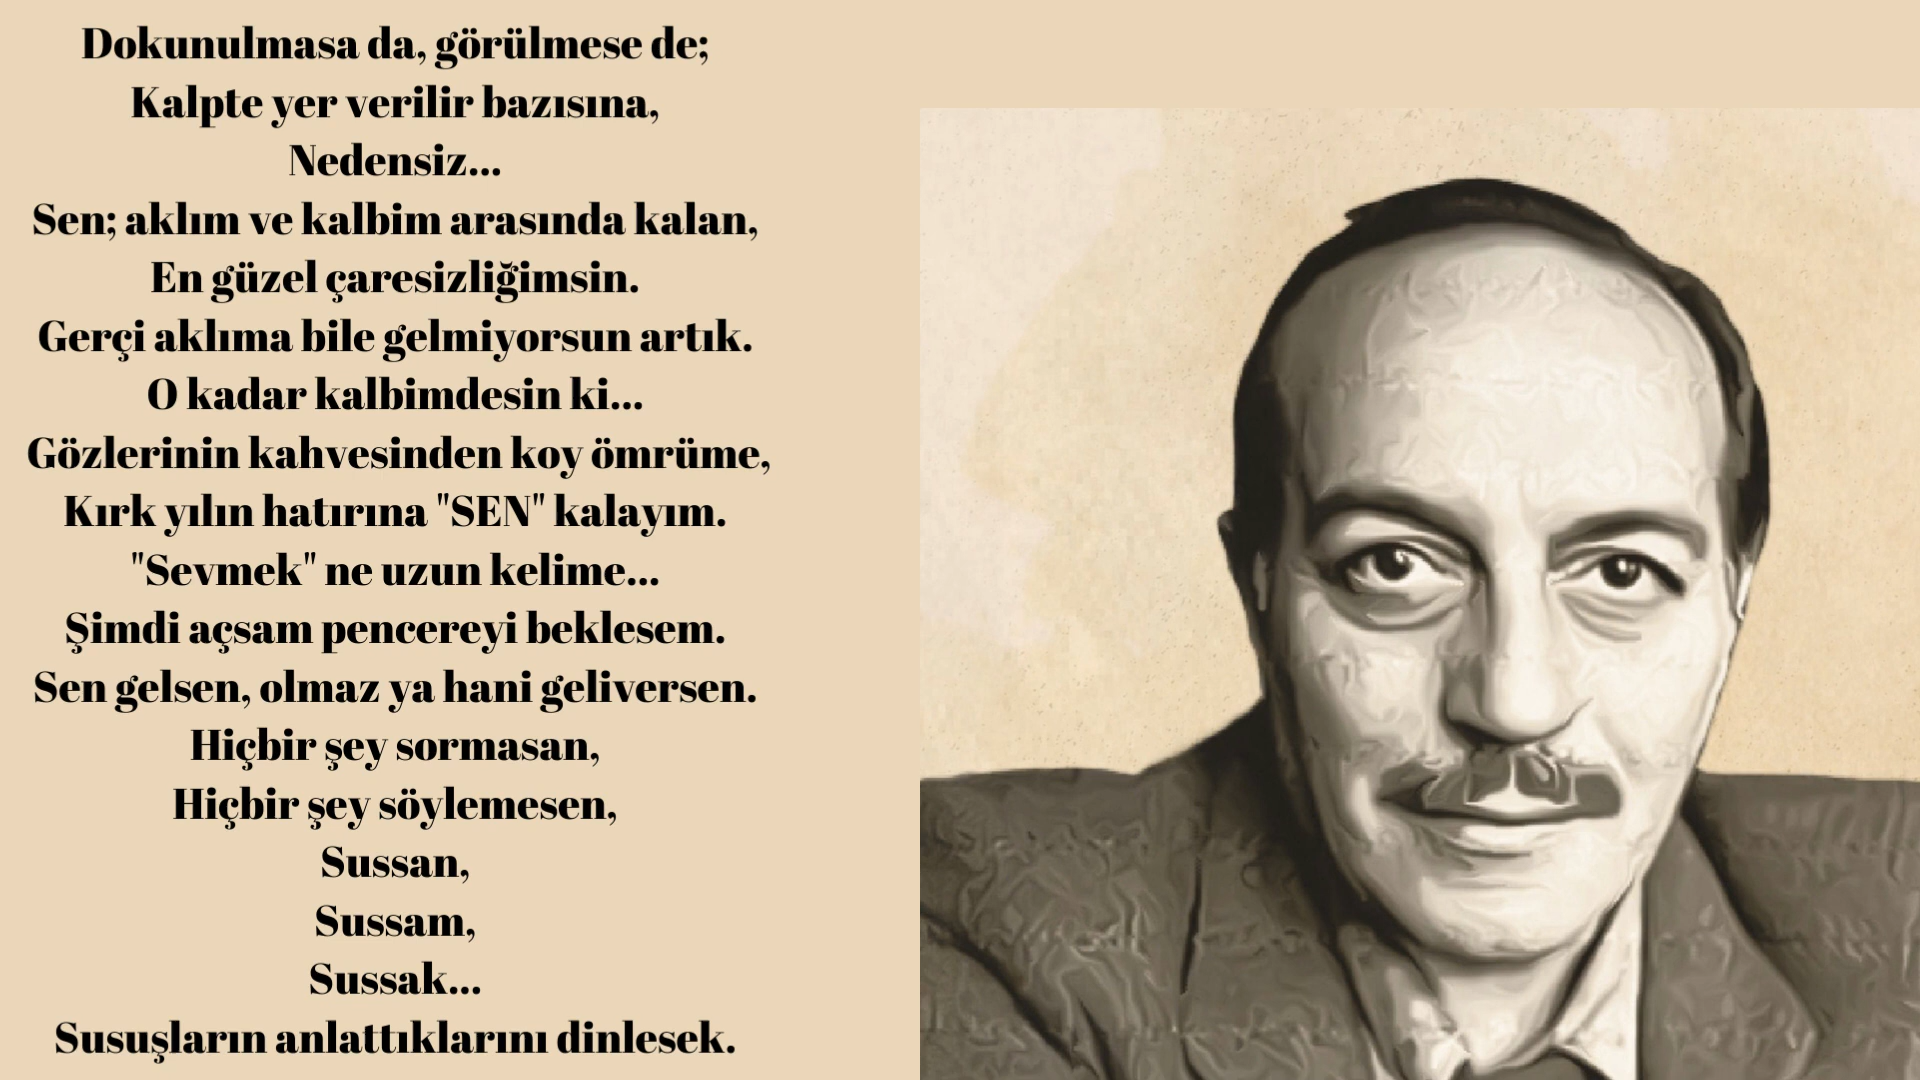 Dokunulmasa da, görülmese de;
Kalpte yer verilir bazısına,
Nedensiz...
Sen; aklım ve kalbim arasında kalan,
En güzel çaresizliğimsin.
Gerçi aklıma bile gelmiyorsun artık.
O kadar kalbimdesin ki...
Gözlerinin kahvesinden koy ömrüme,
Kırk yılın hatırına "SEN" kalayım.
"Sevmek" ne uzun kelime...
Şimdi açsam pencereyi beklesem.
Sen gelsen, olmaz ya hani geliversen.
Hiçbir şey sormasan,
Hiçbir şey söylemesen,
Sussan,
Sussam,
Sussak...
Susuşların anlattıklarını dinlesek.